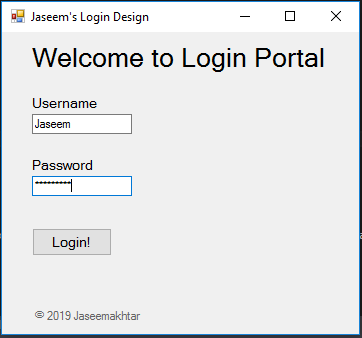 Jaseem's Login Design
Welcome to Login Portal
Username
Jaseem
Password
*********
Login!
© 2019 Jaseemakhtar